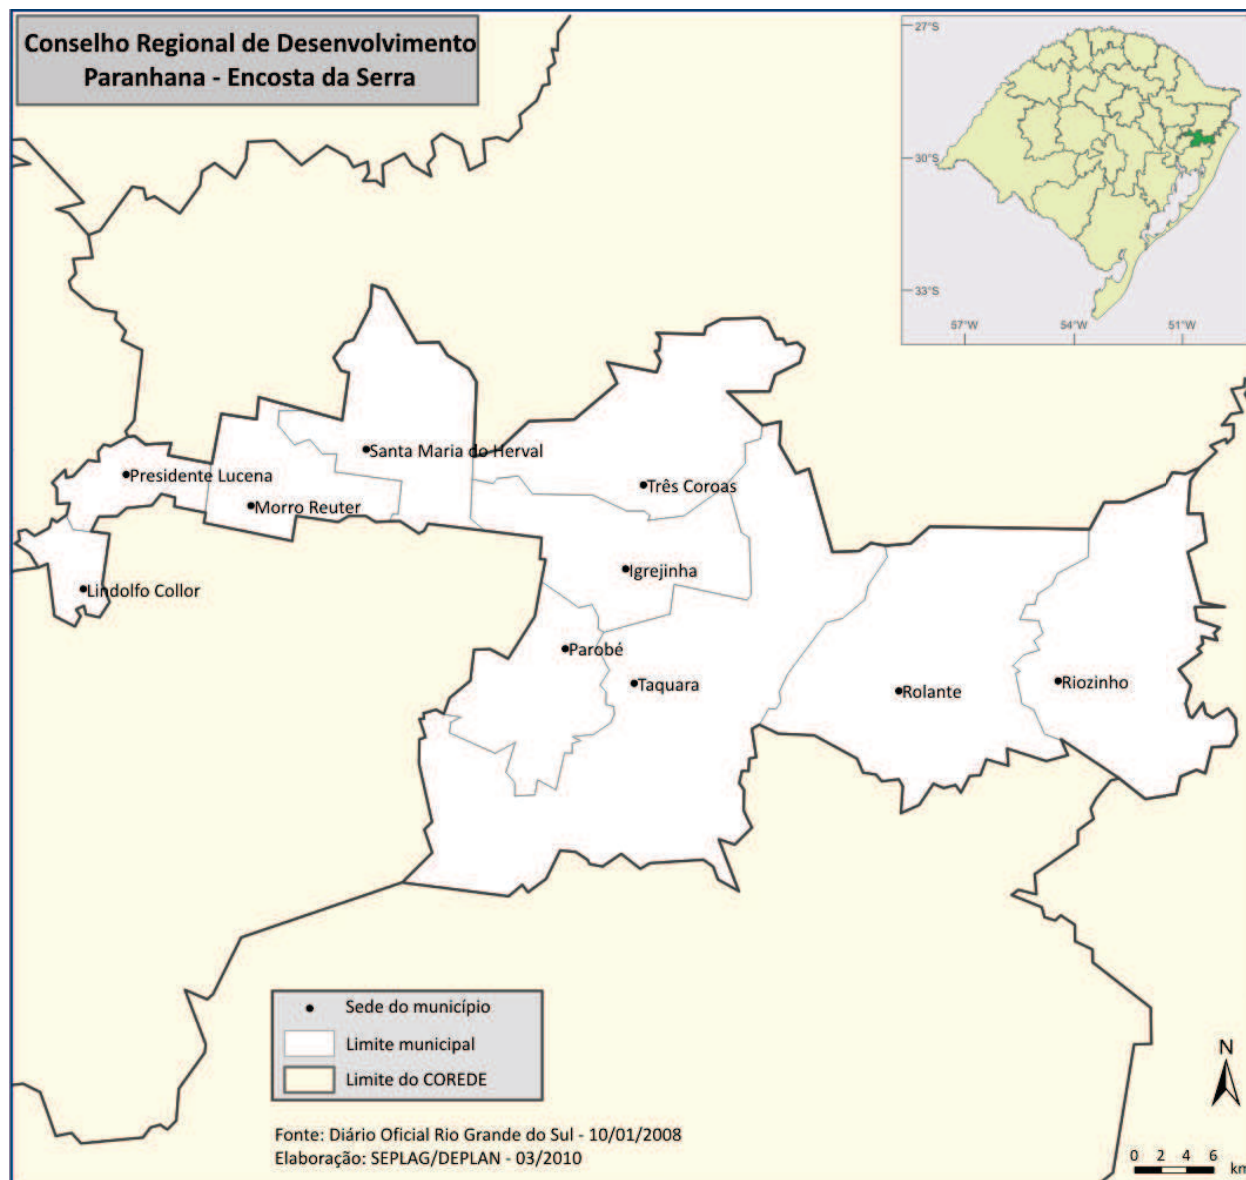 Conselho Regional de Desenvolvimento
Paranhana - Encosta da Serra
27°S
30°S
33°S
57°W
54°W
51°W
Santa Maria do Herval
Presidente Lucena
Três Coroas
Morro Reuter
Igrejinha
Lindolfo Collor
Parobé
Taquara
Rolante
Riozinho
Sede do município
Limite municipal
Limite do COREDE
N
Fonte: Diário Oficial Rio Grande do Sul - 10/01/2008
Elaboração: SEPLAG/DEPLAN - 03/2010
0 2 4 6
km